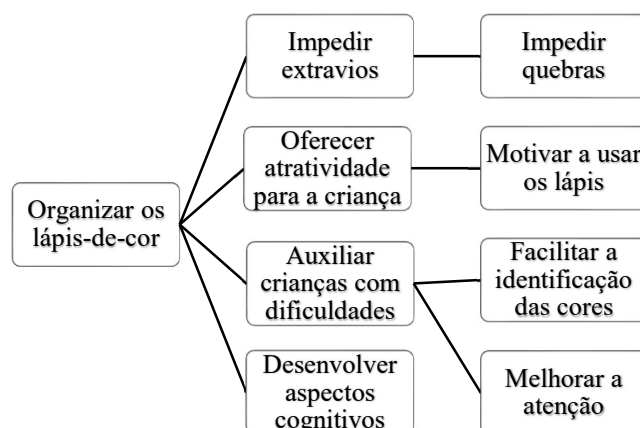 Organizar os
lápis-de-cor
Impedir
extravios
Impedir
quebras
Oferecer
atratividade
para a criança
Motivar a usar
os lápis
Auxiliar
crianças com
dificuldades
Facilitar a
identificação
das cores
Melhorar a
atenção
Desenvolver
aspectos
cognitivos